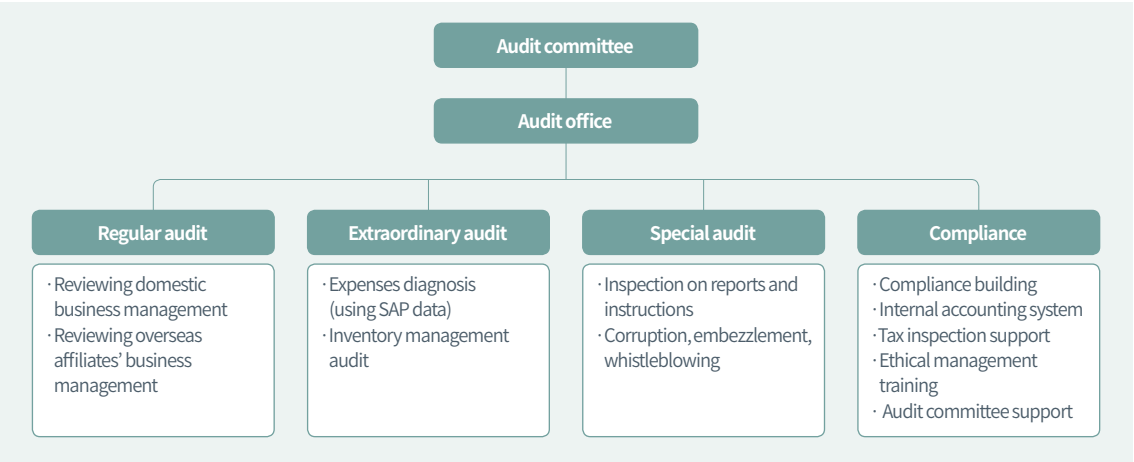 Audit committee
Audit office
Regular audit
· Reviewing domestic
business management
· Reviewing overseas
affiliates’ business
management
Extraordinary audit
· Expenses diagnosis
(using SAP data)
· Inventory management
audit
Special audit
· Inspection on reports and
instructions
· Corruption, embezzlement,
whistleblowing
Compliance
· Compliance building
· Internal accounting system
· Tax inspection support
· Ethical management
training
· Audit committee support